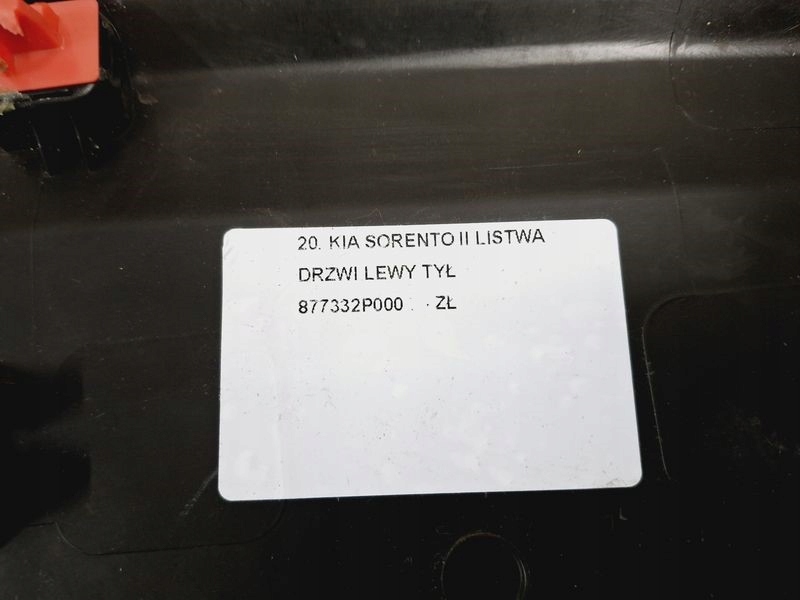 20. KIA SORENTO II LISTWA
DRZWI LEWY TYŁ
877332P000 ZŁ